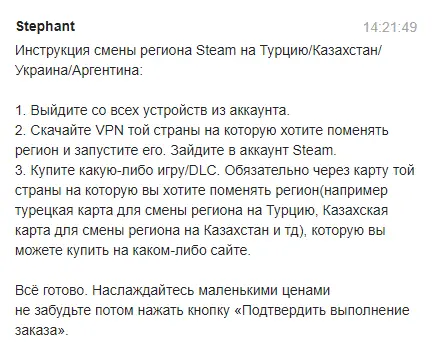 Stephant 14:21:49
Инструкция смены региона Steam на Турцию/Казахстан/
Украина/Аргентина:
1. Выйдите со всех устройств из аккаунта.
2. Скачайте VPN той страны на которую хотите поменять
регион и запустите его. Зайдите в аккаунт Steam.
3. Купите какую-либо игру/DLC. Обязательно через карту той
страны на которую вы хотите поменять регион(например
турецкая карта для смены региона на Турцию, Казахская
карта для смены региона на Казахстан и тд), которую вы
можете купить на каком-либо сайте.
Всё готово. Наслаждайтесь маленькими ценами
не забудьте потом нажать кнопку «Подтвердить выполнение
заказа».